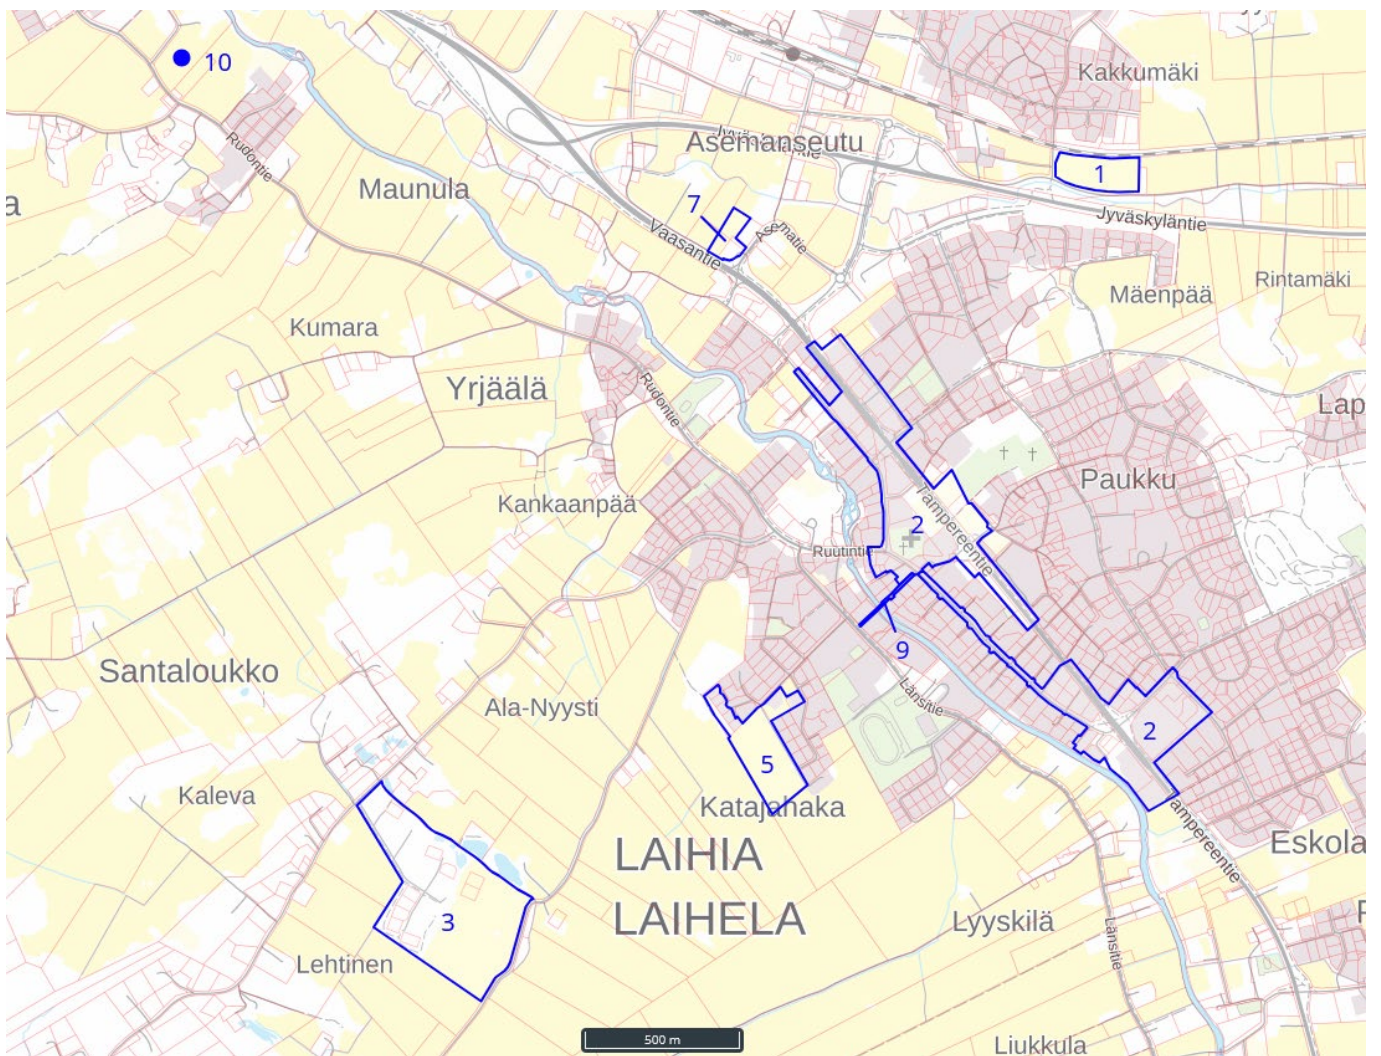 10
Kakkumäki
Asemanseutu
1
Rudontie
Maunula
7
Jyväskyläntie
Vaasantie
Asematie
Rintamäki
Mäenpää
Kumara
Yrjäälä
Rudontie
Lap
Paukku
Kankaanpää
2
Tampereentie
Ruutintie
9
Santaloukko
Ala-Nyysti
Länsitie
2
5
Kaleva
Katajahaka
Tampereentie
LAIHIA
Eskola
LAIHELA
3
Lyyskilä
Länsitie
Lehtinen
500 m
Liukkula